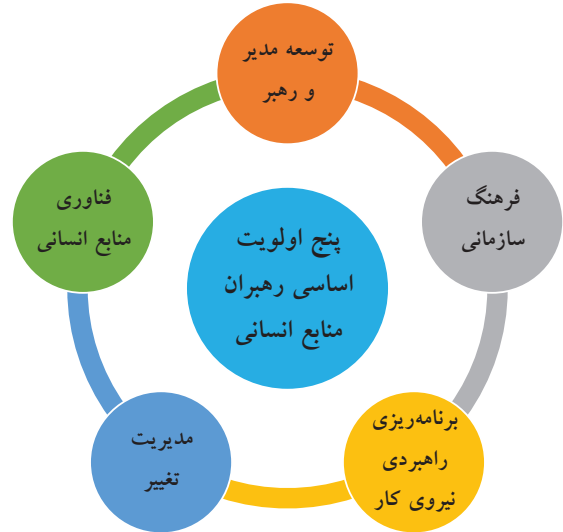 توسعه مدیر
و رهبر
فرهنگ
سازمانی
برنامه‌ریزی
راهبردی
نیروی کار
مدیریت
تغییر
فناوری
منابع انسانی
پنج اولویت
اساسی رهبران
منابع انسانی